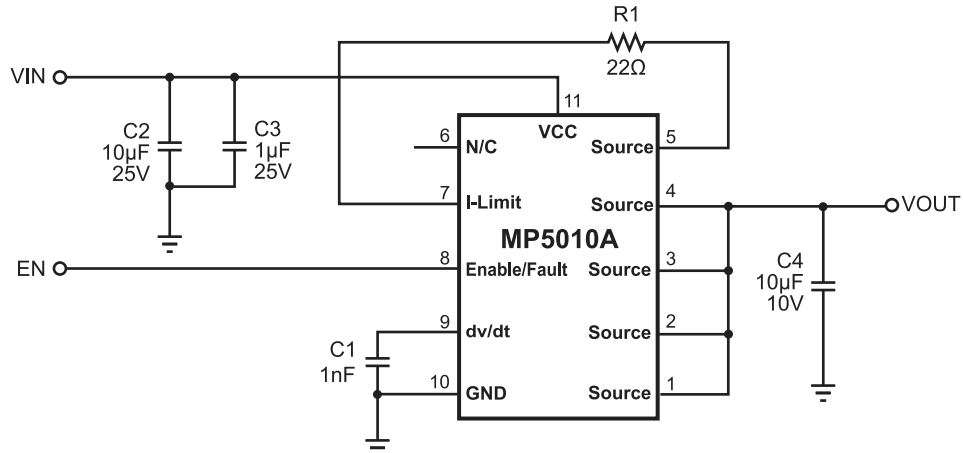 R1
22Ω
VIN
11
VCC
C2
10µF
25V
C3
1µF
25V
6
N/C
Source
5
7
I-Limit
Source
4
VOUT
MP5010A
EN
8
Enable/Fault
Source
3
C4
10µF
10V
9
dv/dt
Source
2
C1
1nF
10
GND
Source
1